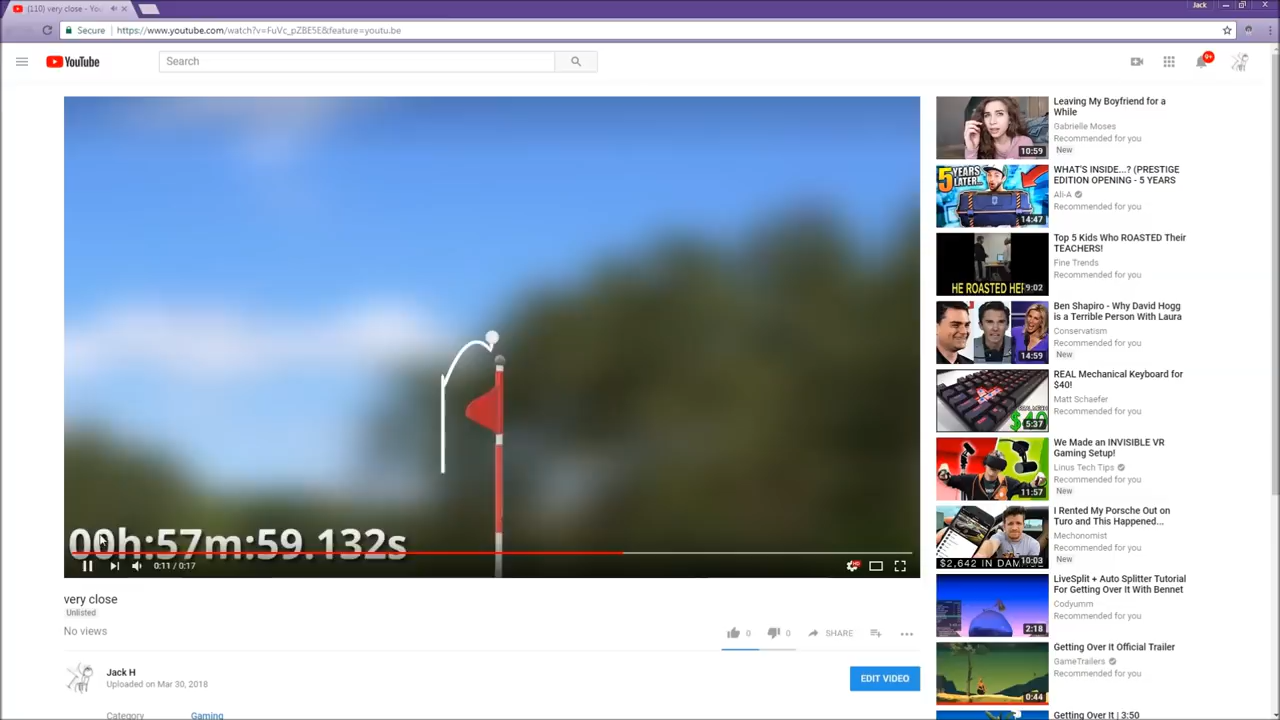 (110) very close - You
Jack
Secure
https://www.youtube.com/watch?v=FuVc_pZBE5E&feature=youtu.be
YouTube
Search
9+
00h:57m:59.132s
0:11 / 0:17
very close
Unlisted
No views
0
0
SHARE
Jack H
Uploaded on Mar 30, 2018
EDIT VIDEO
Category
Gaming
10:59
Leaving My Boyfriend for a
While
Gabrielle Moses
Recommended for you
New
5 YEARS
LATER
14:47
WHAT'S INSIDE...? (PRESTIGE
EDITION OPENING - 5 YEARS
Ali-A
Recommended for you
HE ROASTED HER
9:02
Top 5 Kids Who ROASTED Their
TEACHERS!
Fine Trends
Recommended for you
14:59
Ben Shapiro - Why David Hogg
is a Terrible Person With Laura
Conservatism
Recommended for you
New
$40
5:37
REAL Mechanical Keyboard for
$40!
Matt Schaefer
Recommended for you
11:57
We Made an INVISIBLE VR
Gaming Setup!
Linus Tech Tips
Recommended for you
New
$2,642 IN DAM
10:03
I Rented My Porsche Out on
Turo and This Happened...
Mechonomist
Recommended for you
New
2:18
LiveSplit + Auto Splitter Tutorial
For Getting Over It With Bennet
Codyumm
Recommended for you
0:44
Getting Over It Official Trailer
GameTrailers
Recommended for you
Getting Over It | 3:50